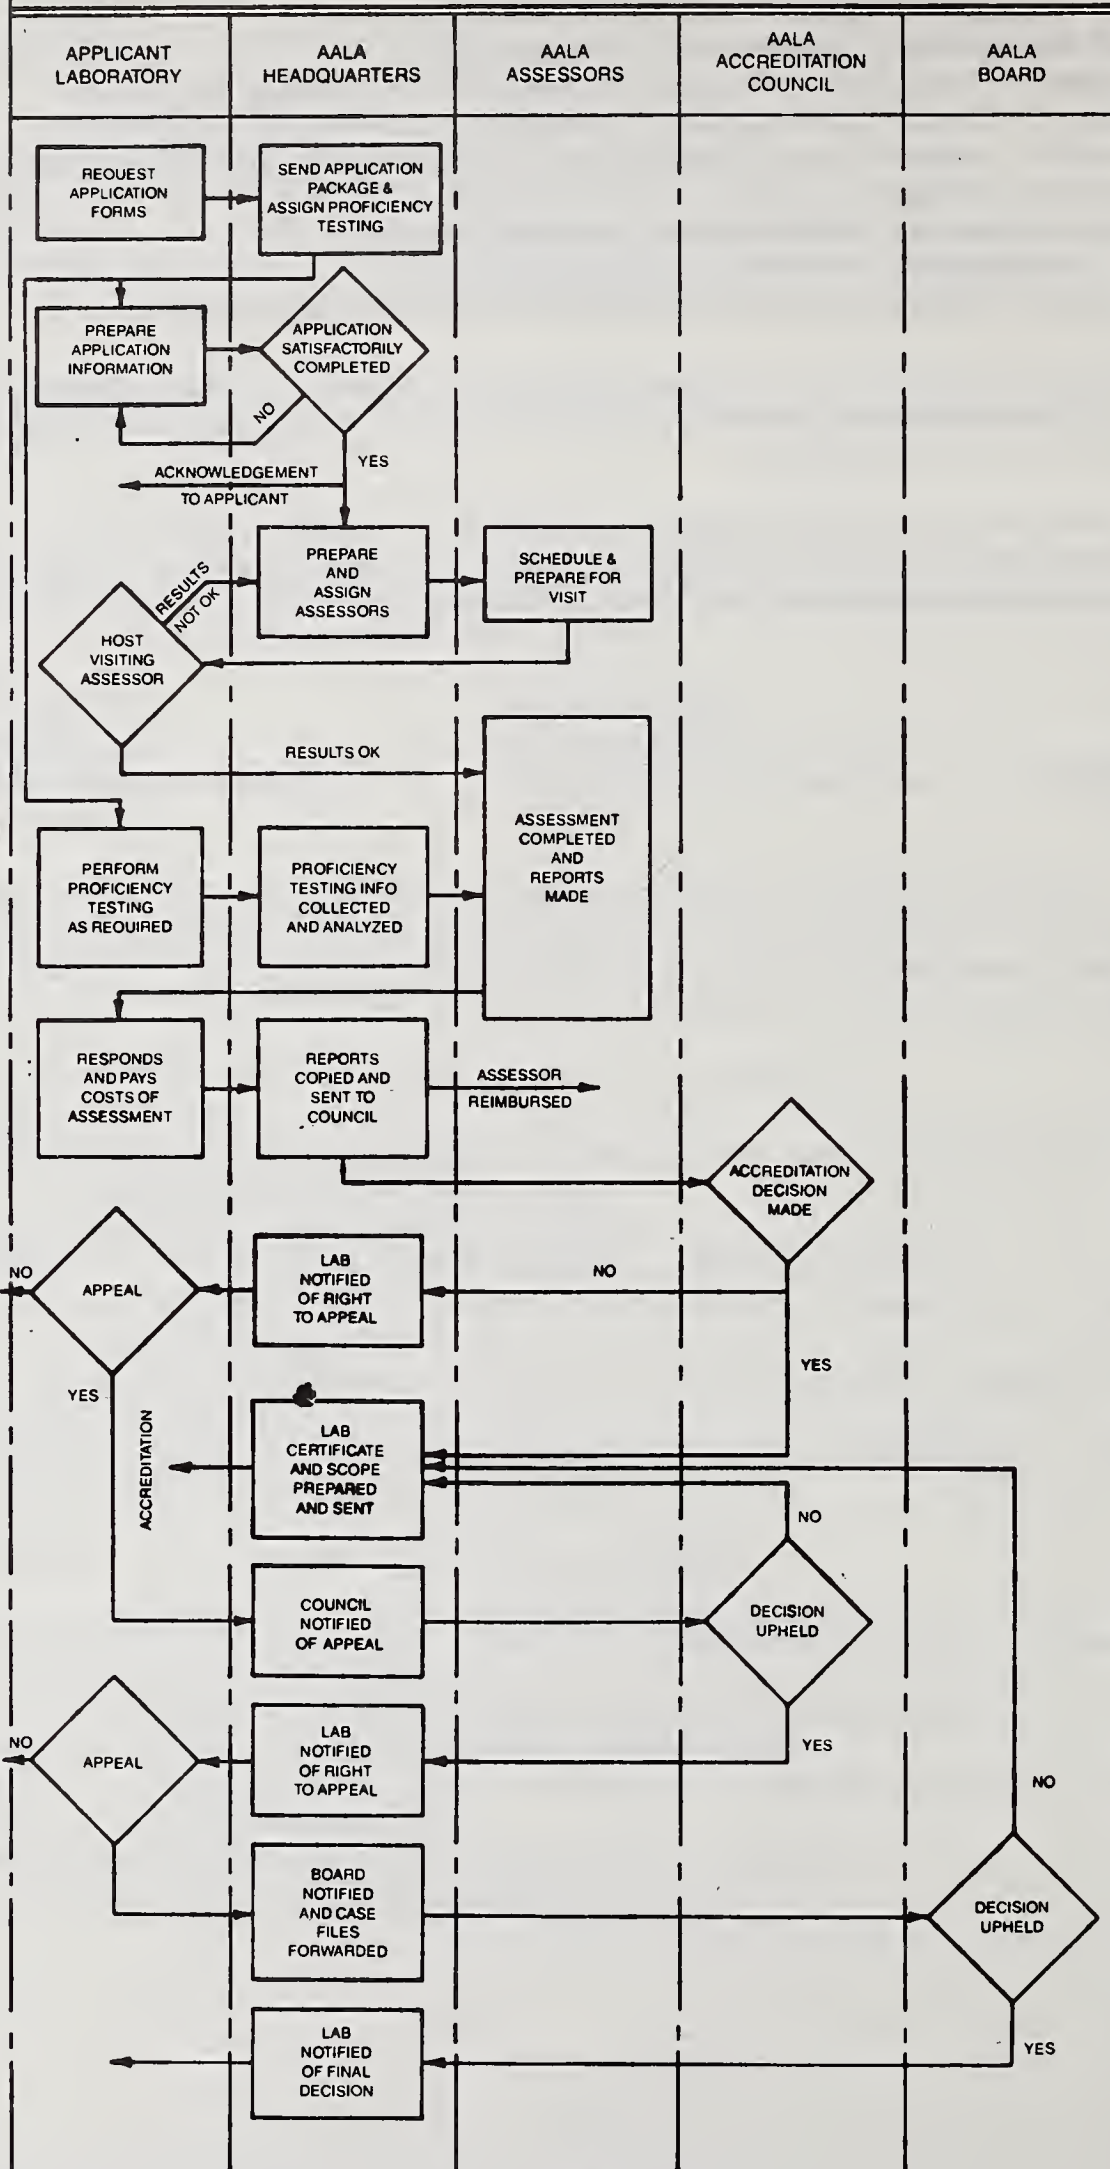 APPLICANT
LABORATORY
AALA
HEADQUARTERS
AALA
ASSESSORS
AALA
ACCREDITATION
COUNCIL
AALA
BOARD
REQUEST
APPLICATION
FORMS
SEND APPLICATION
PACKAGE &
ASSIGN PROFICIENCY
TESTING
PREPARE
APPLICATION
INFORMATION
APPLICATION
SATISFACTORILY
COMPLETED
NO
YES
ACKNOWLEDGEMENT
TO APPLICANT
PREPARE
AND
ASSIGN
ASSESSORS
SCHEDULE &
PREPARE FOR
VISIT
RESULTS
NOT OK
HOST
VISITING
ASSESSOR
RESULTS OK
ASSESSMENT
COMPLETED
AND
REPORTS
MADE
PERFORM
PROFICIENCY
TESTING
AS REQUIRED
PROFICIENCY
TESTING INFO
COLLECTED
AND ANALYZED
RESPONDS
AND PAYS
COSTS OF
ASSESSMENT
REPORTS
COPIED AND
SENT TO
COUNCIL
ASSESSOR
REIMBURSED
ACCREDITATION
DECISION
MADE
NO
APPEAL
LAB
NOTIFIED
OF RIGHT
TO APPEAL
NO
YES
YES
ACCREDITATION
LAB
CERTIFICATE
AND SCOPE
PREPARED
AND SENT
NO
COUNCIL
NOTIFIED
OF APPEAL
DECISION
UPHELD
NO
APPEAL
LAB
NOTIFIED
OF RIGHT
TO APPEAL
YES
NO
BOARD
NOTIFIED
AND CASE
FILES
FORWARDED
DECISION
UPHELD
LAB
NOTIFIED
OF FINAL
DECISION
YES